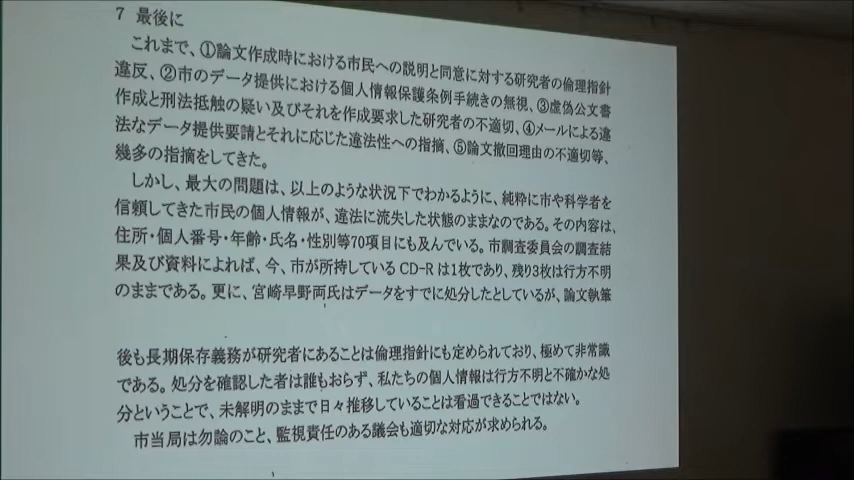 7 最後に
これまで、①論文作成時における市民への説明と同意に対する研究者の倫理指針
違反、②市のデータ提供における個人情報保護条例手続きの無視、③虚偽公文書
作成と刑法抵触の疑い及びそれを作成要求した研究者の不適切、④メールによる違
法なデータ提供要請とそれに応じた違法性への指摘、⑤論文撤回理由の不適切等、
幾多の指摘をしてきた。
しかし、最大の問題は、以上のような状況下でわかるように、純粋に市や科学者を
信頼してきた市民の個人情報が、違法に流失した状態のままなのである。その内容は、
住所・個人番号・年齢・氏名・性別等70項目にも及んでいる。市調査委員会の調査結
果及び資料によれば、今、市が所持しているCD-Rは1枚であり、残り3枚は行方不明
のままである。更に、宮崎早野両氏はデータをすでに処分したとしているが、論文執筆
後も長期保存義務が研究者にあることは倫理指針にも定められており、極めて非常識
である。処分を確認した者は誰もおらず、私たちの個人情報は行方不明と不確かな処
分ということで、未解明のままで日々推移していることは看過できることではない。
市当局は勿論のこと、監視責任のある議会も適切な対応が求められる。